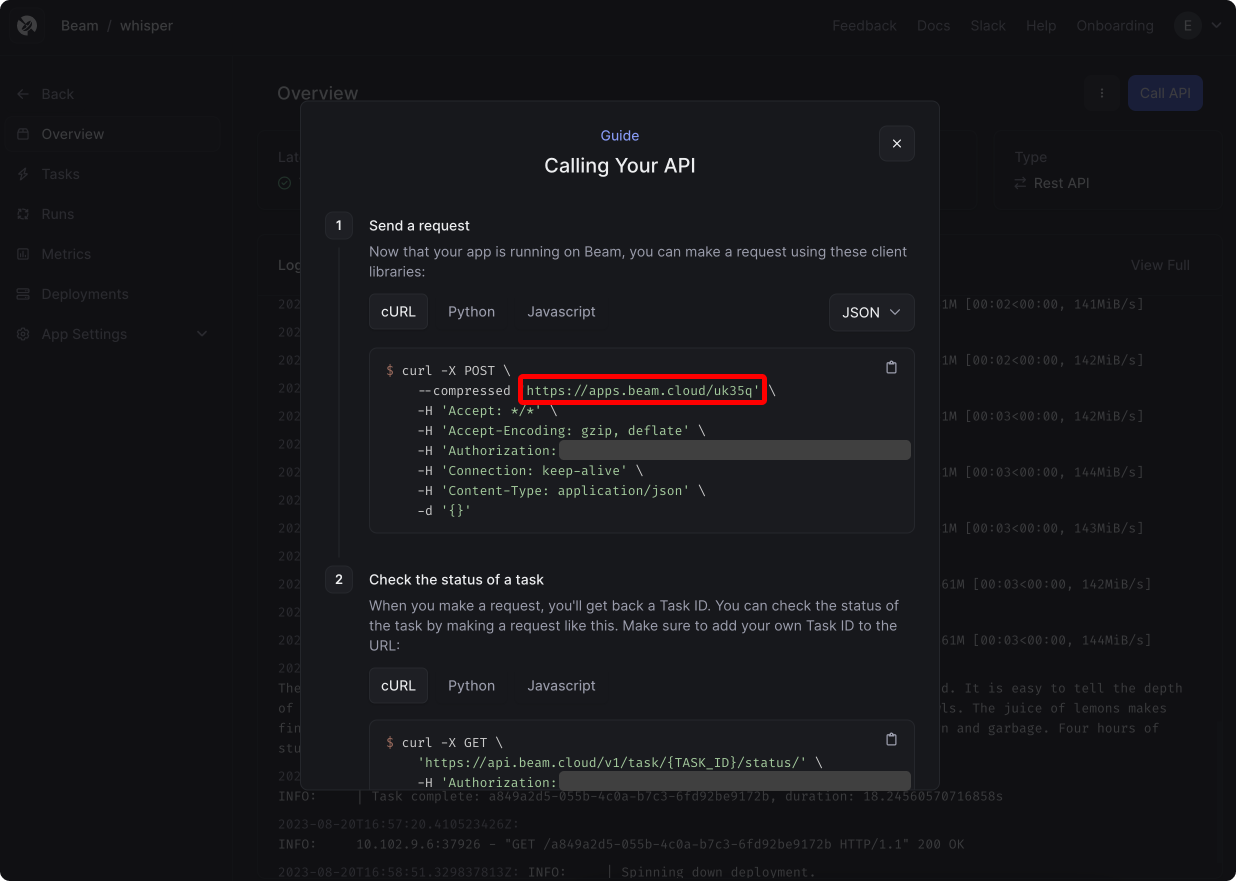 Beam / whisper
Feedback Docs Slack Help Onboarding E
Back
Overview
Tasks
Runs
Metrics
Deployments
App Settings
Overview
Call API
Type
Rest API
View Full
Guide
Calling Your API
1 Send a request
Now that your app is running on Beam, you can make a request using these client
libraries:
cURL Python Javascript JSON
$ curl -X POST \
--compressed 'https://apps.beam.cloud/uk35q' \
-H 'Accept: */*' \
-H 'Accept-Encoding: gzip, deflate' \
-H 'Authorization:
-H 'Connection: keep-alive' \
-H 'Content-Type: application/json' \
-d '{}'
2 Check the status of a task
When you make a request, you'll get back a Task ID. You can check the status of
the task by making a request like this. Make sure to add your own Task ID to the
URL:
cURL Python Javascript
$ curl -X GET \
'https://api.beam.cloud/v1/task/{TASK_ID}/status/' \
-H 'Authorization:
1M [00:02<00:00, 141MiB/s]
1M [00:02<00:00, 142MiB/s]
1M [00:03<00:00, 142MiB/s]
1M [00:03<00:00, 144MiB/s]
1M [00:03<00:00, 143MiB/s]
61M [00:03<00:00, 142MiB/s]
61M [00:03<00:00, 144MiB/s]
The d. It is easy to tell the depth
of ls. The juice of lemons makes
fin n and garbage. Four hours of
stu
INFO: | Task complete: a849a2d5-055b-4c0a-b7c3-6fd92be9172b, duration: 18.24560570716858s
2023-08-20T16:57:20.410523426Z:
INFO: 10.102.9.6:37926 - "GET /a849a2d5-055b-4c0a-b7c3-6fd92be9172b HTTP/1.1" 200 OK
2023-08-20T16:58:51.329837813Z: INFO: | Spinning down deployment.